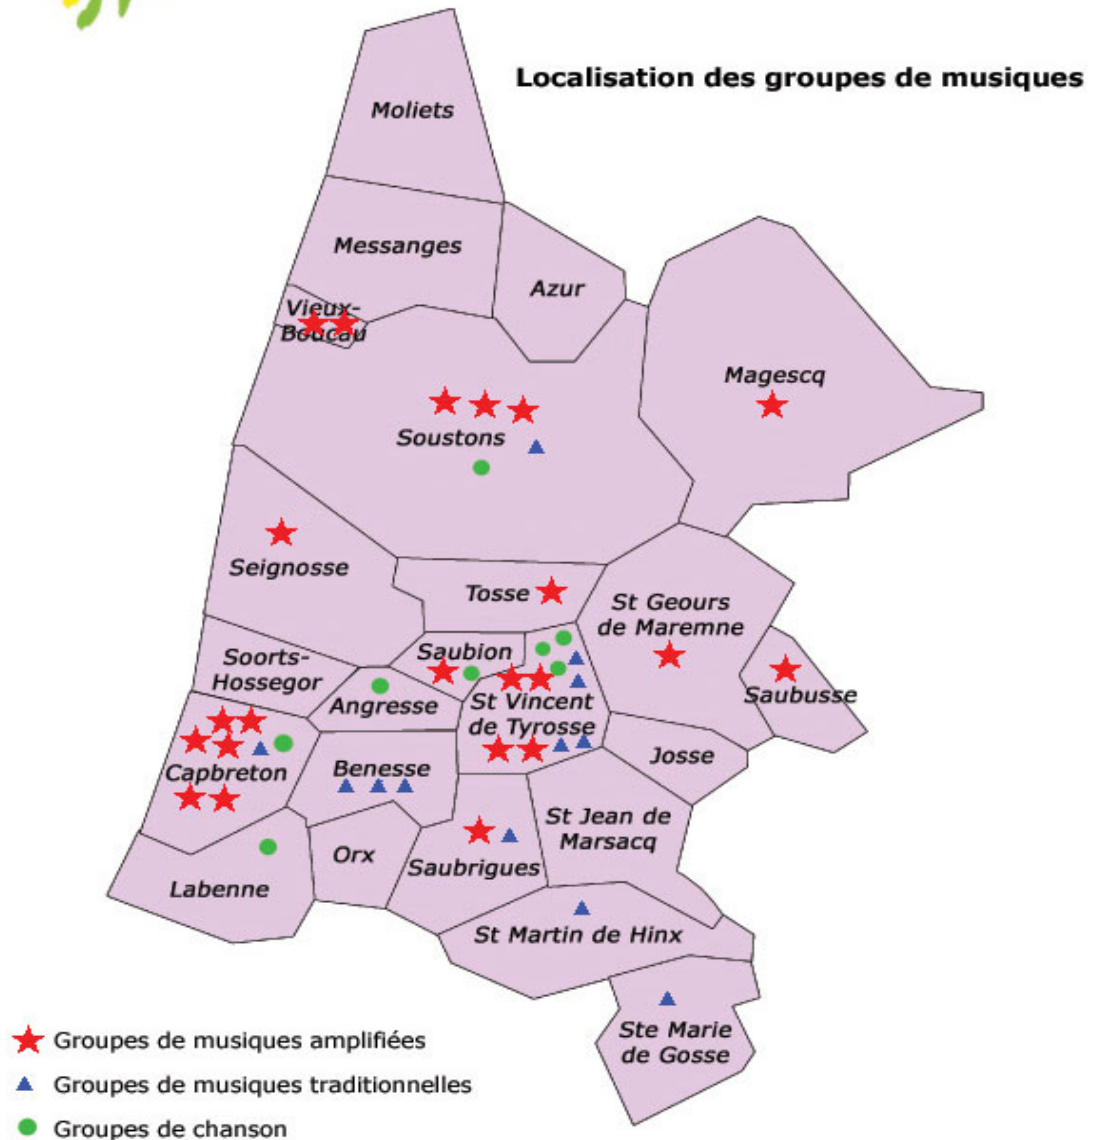 Localisation des groupes de musiques
Moliets
Messanges
Azur
Vieux-
Boucau
Magescq
Soustons
Seignosse
Tosse
St Geours
de Maremne
Saubion
Soorts-
Hossegor
Angresse
St Vincent
de Tyrosse
Saubusse
Josse
Capbreton
Benesse
St Jean de
Marsacq
Orx
Saubrigues
Labenne
St Martin de Hinx
Ste Marie
de Gosse
Groupes de musiques amplifiées
Groupes de musiques traditionnelles
Groupes de chanson